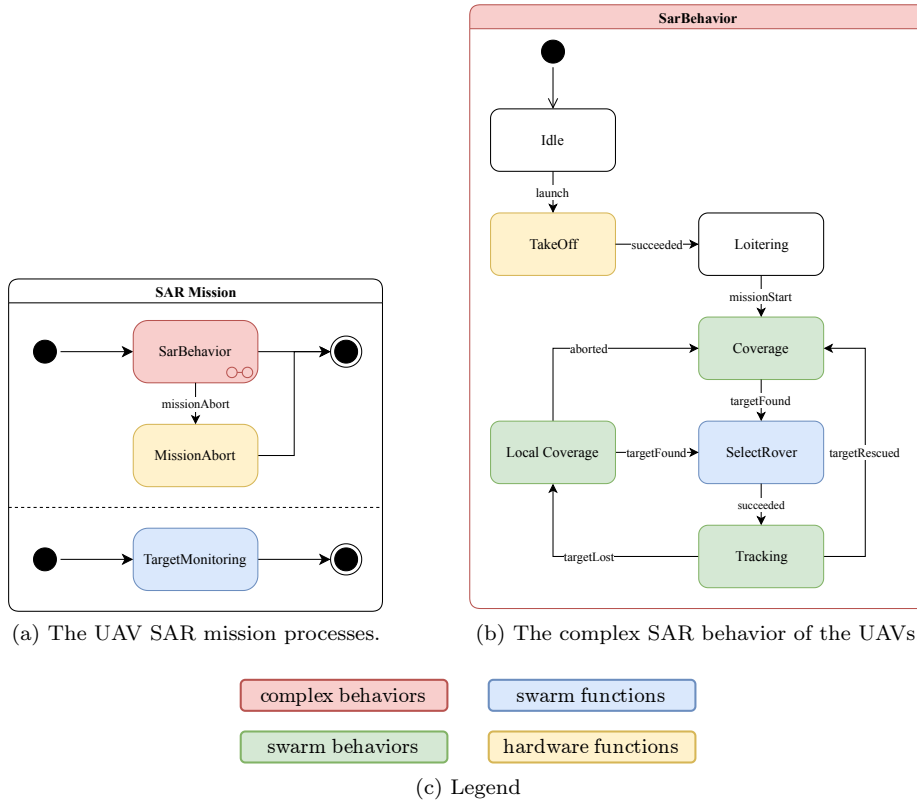 SAR Mission
SarBehavior
missionAbort
MissionAbort
TargetMonitoring
(a) The UAV SAR mission processes.
SarBehavior
Idle
launch
TakeOff
succeeded
Loitering
missionStart
aborted
Coverage
targetFound
Local Coverage
targetFound
SelectRover
targetRescued
succeeded
targetLost
Tracking
(b) The complex SAR behavior of the UAVs
complex behaviors
swarm functions
swarm behaviors
hardware functions
(c) Legend